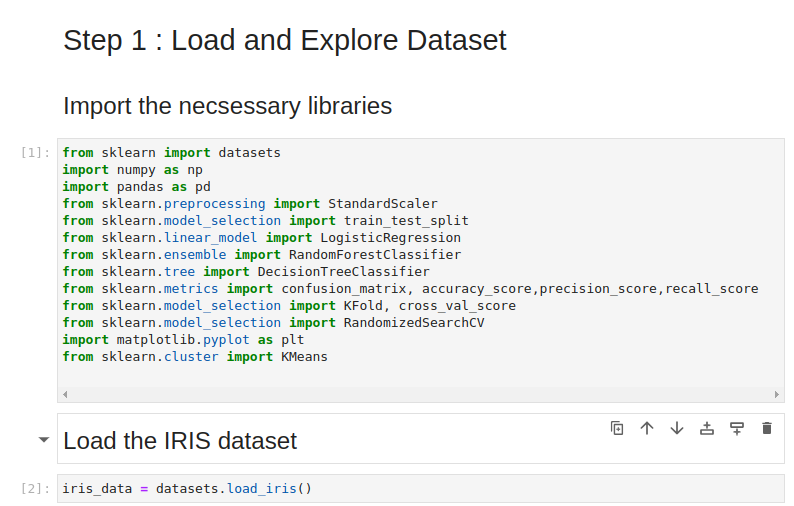 Step 1 : Load and Explore Dataset
Import the necsessary libraries
[1]:
from sklearn import datasets
import numpy as np
import pandas as pd
from sklearn.preprocessing import StandardScaler
from sklearn.model_selection import train_test_split
from sklearn.linear_model import LogisticRegression
from sklearn.ensemble import RandomForestClassifier
from sklearn.tree import DecisionTreeClassifier
from sklearn.metrics import confusion_matrix, accuracy_score,precision_score,recall_score
from sklearn.model_selection import KFold, cross_val_score
from sklearn.model_selection import RandomizedSearchCV
import matplotlib.pyplot as plt
from sklearn.cluster import KMeans
Load the IRIS dataset
[2]:
iris_data = datasets.load_iris()